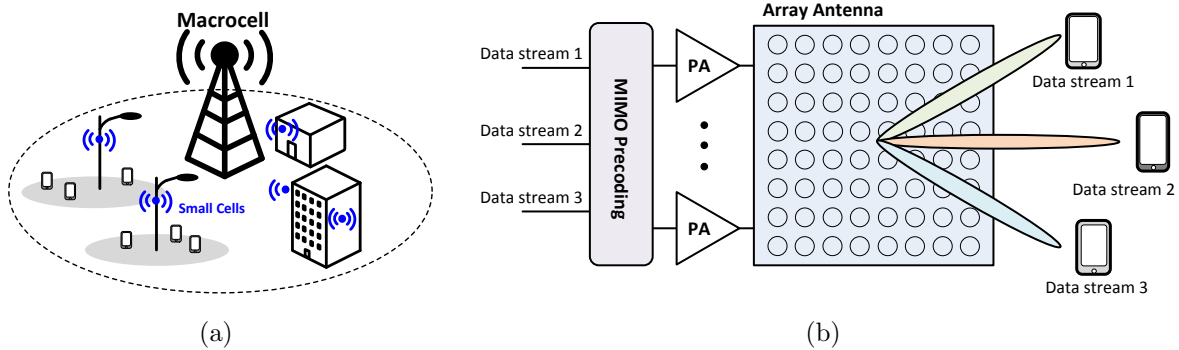 Macrocell
Small Cells
(a)
Array Antenna
Data stream 1
Data stream 2
Data stream 3
MIMO Precoding
PA
PA
Data stream 1
Data stream 2
Data stream 3
(b)